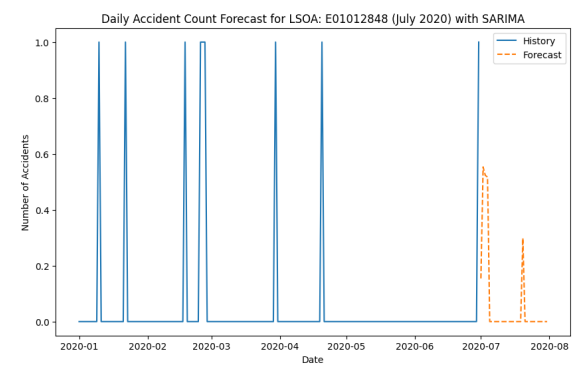 Daily Accident Count Forecast for LSOA: E01012848 (July 2020) with SARIMA
History
Forecast
Number of Accidents
1.0
0.8
0.6
0.4
0.2
0.0
2020-01
2020-02
2020-03
2020-04
2020-05
2020-06
2020-07
2020-08
Date